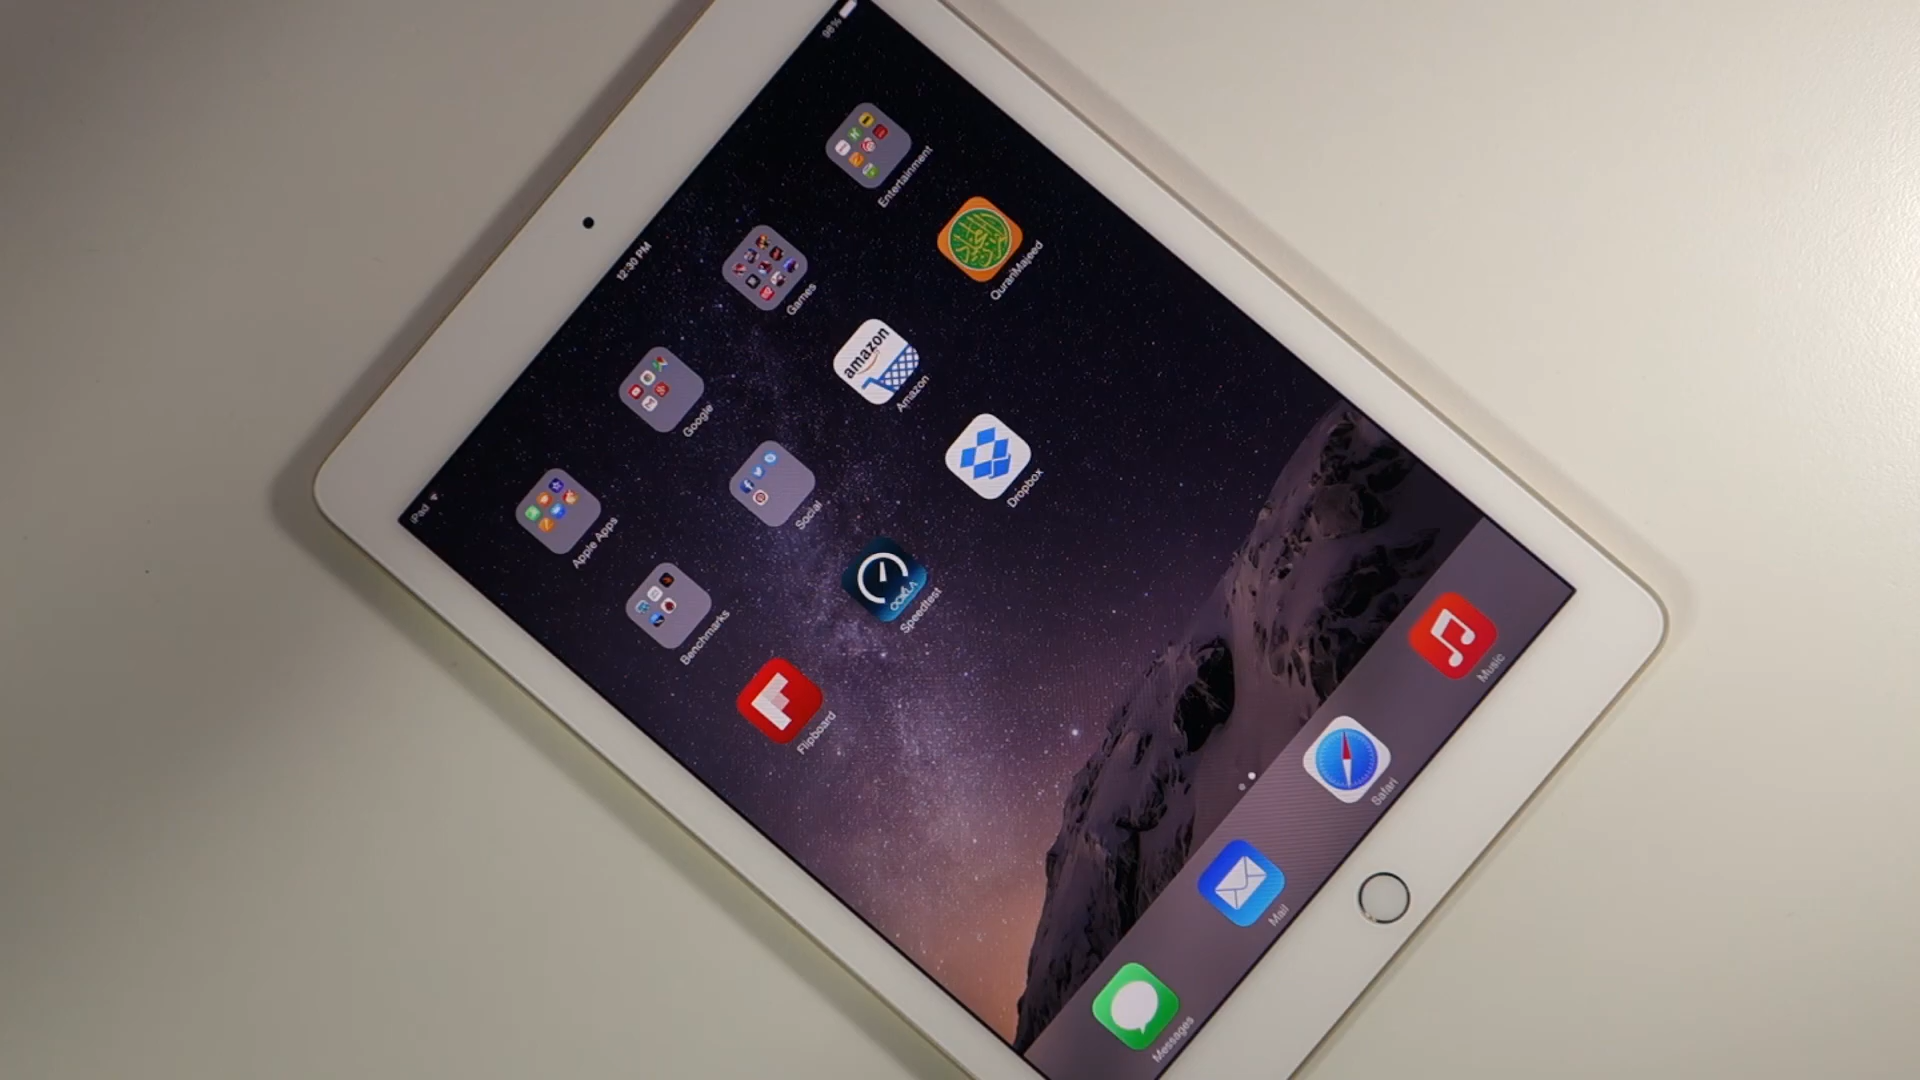 iPad
12:30 PM
98%
Apple Apps
Google
Games
Entertainment
Benchmarks
Social
amazon
Amazon
QuranMajeed
Flipboard
OOKLA
Speedtest
Dropbox
Messages
Mail
Safari
Music